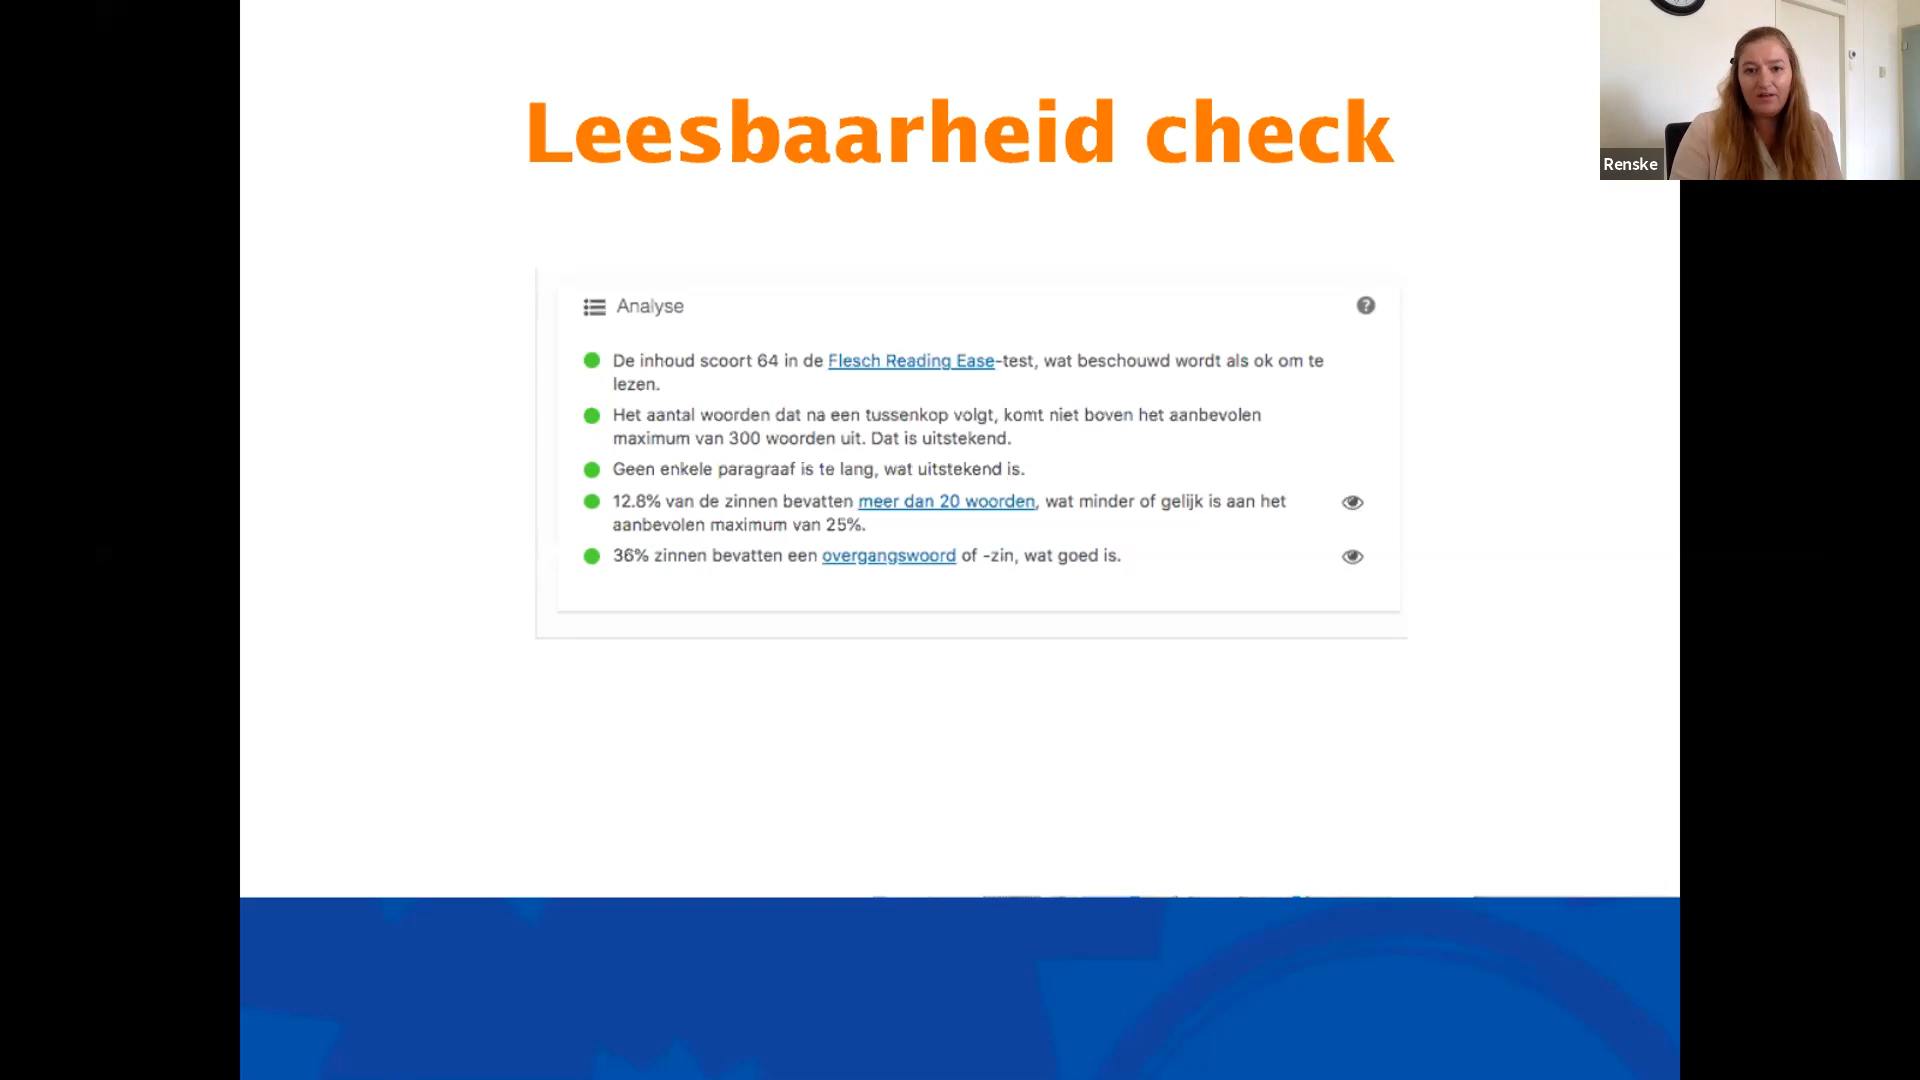 Leesbaarheid check
Renske
Analyse
De inhoud scoort 64 in de Flesch Reading Ease-test, wat beschouwd wordt als ok om te
lezen.
Het aantal woorden dat na een tussenkop volgt, komt niet boven het aanbevolen
maximum van 300 woorden uit. Dat is uitstekend.
Geen enkele paragraaf is te lang, wat uitstekend is.
12.8% van de zinnen bevatten meer dan 20 woorden, wat minder of gelijk is aan het
aanbevolen maximum van 25%.
36% zinnen bevatten een overgangswoord of -zin, wat goed is.